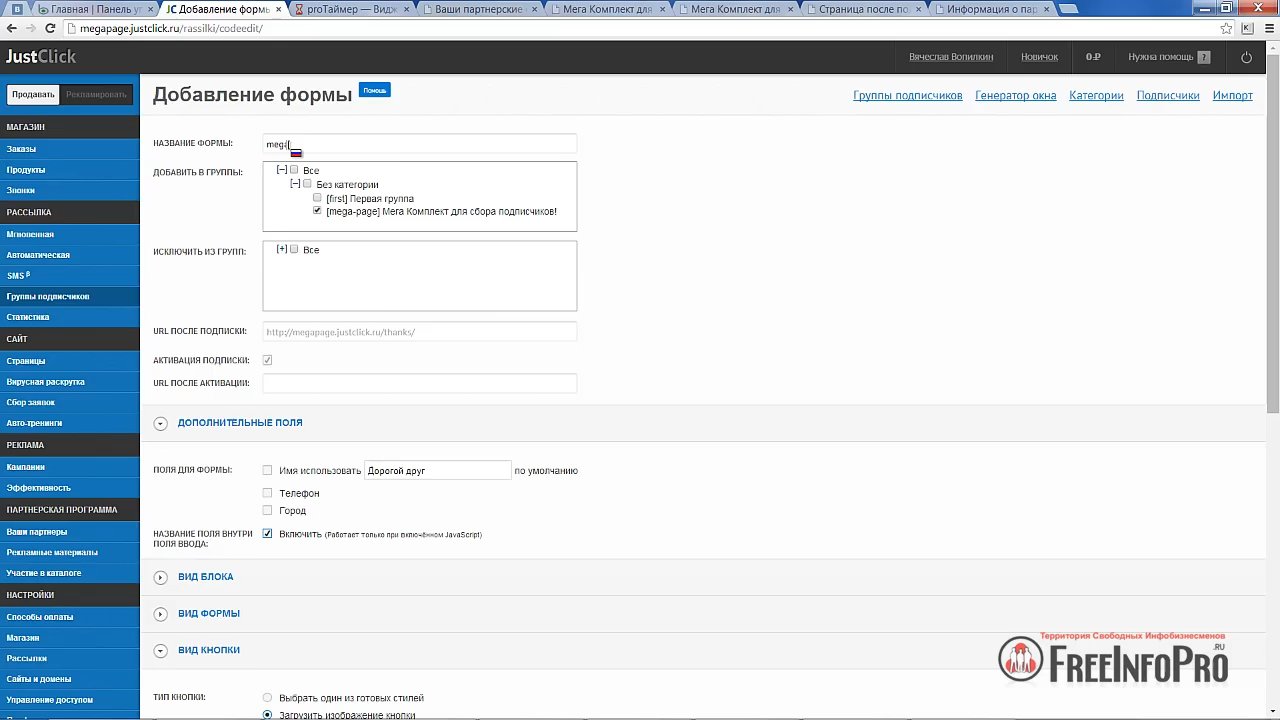 Главная | Панель уп
JC Добавление формы
proТаймер — Видж
Ваши партнерские с
Мега Комплект для
Мега Комплект для
Страница после по
Информация о пар
megapage.justclick.ru/rassilki/codeedit/
JustClick
Вячеслав Вопилкин
Новичок
0 ₽
Нужна помощь ?
Продавать
Рекламировать
Добавление формы
Помощь
Группы подписчиков
Генератор окна
Категории
Подписчики
Импорт
МАГАЗИН
Заказы
Продукты
Звонки
РАССЫЛКА
Мгновенная
Автоматическая
SMS β
Группы подписчиков
Статистика
САЙТ
Страницы
Вирусная раскрутка
Сбор заявок
Авто-тренинги
РЕКЛАМА
Кампании
Эффективность
ПАРТНЕРСКАЯ ПРОГРАММА
Ваши партнеры
Рекламные материалы
Участие в каталоге
НАСТРОЙКИ
Способы оплаты
Магазин
Рассылки
Сайты и домены
Управление доступом
НАЗВАНИЕ ФОРМЫ:
mega
ДОБАВИТЬ В ГРУППЫ:
[−] Все
[−] Без категории
[first] Первая группа
[mega-page] Мега Комплект для сбора подписчиков!
ИСКЛЮЧИТЬ ИЗ ГРУПП:
[+] Все
URL ПОСЛЕ ПОДПИСКИ:
http://megapage.justclick.ru/thanks/
АКТИВАЦИЯ ПОДПИСКИ:
URL ПОСЛЕ АКТИВАЦИИ:
ДОПОЛНИТЕЛЬНЫЕ ПОЛЯ
ПОЛЯ ДЛЯ ФОРМЫ:
Имя использовать Дорогой друг по умолчанию
Телефон
Город
НАЗВАНИЕ ПОЛЯ ВНУТРИ
ПОЛЯ ВВОДА:
Включить (Работает только при включённом JavaScript)
ВИД БЛОКА
ВИД ФОРМЫ
ВИД КНОПКИ
ТИП КНОПКИ:
Выбрать один из готовых стилей
Загрузить изображение кнопки
Территория Свободных Инфобизнесменов
FREEINFOPRO
.RU